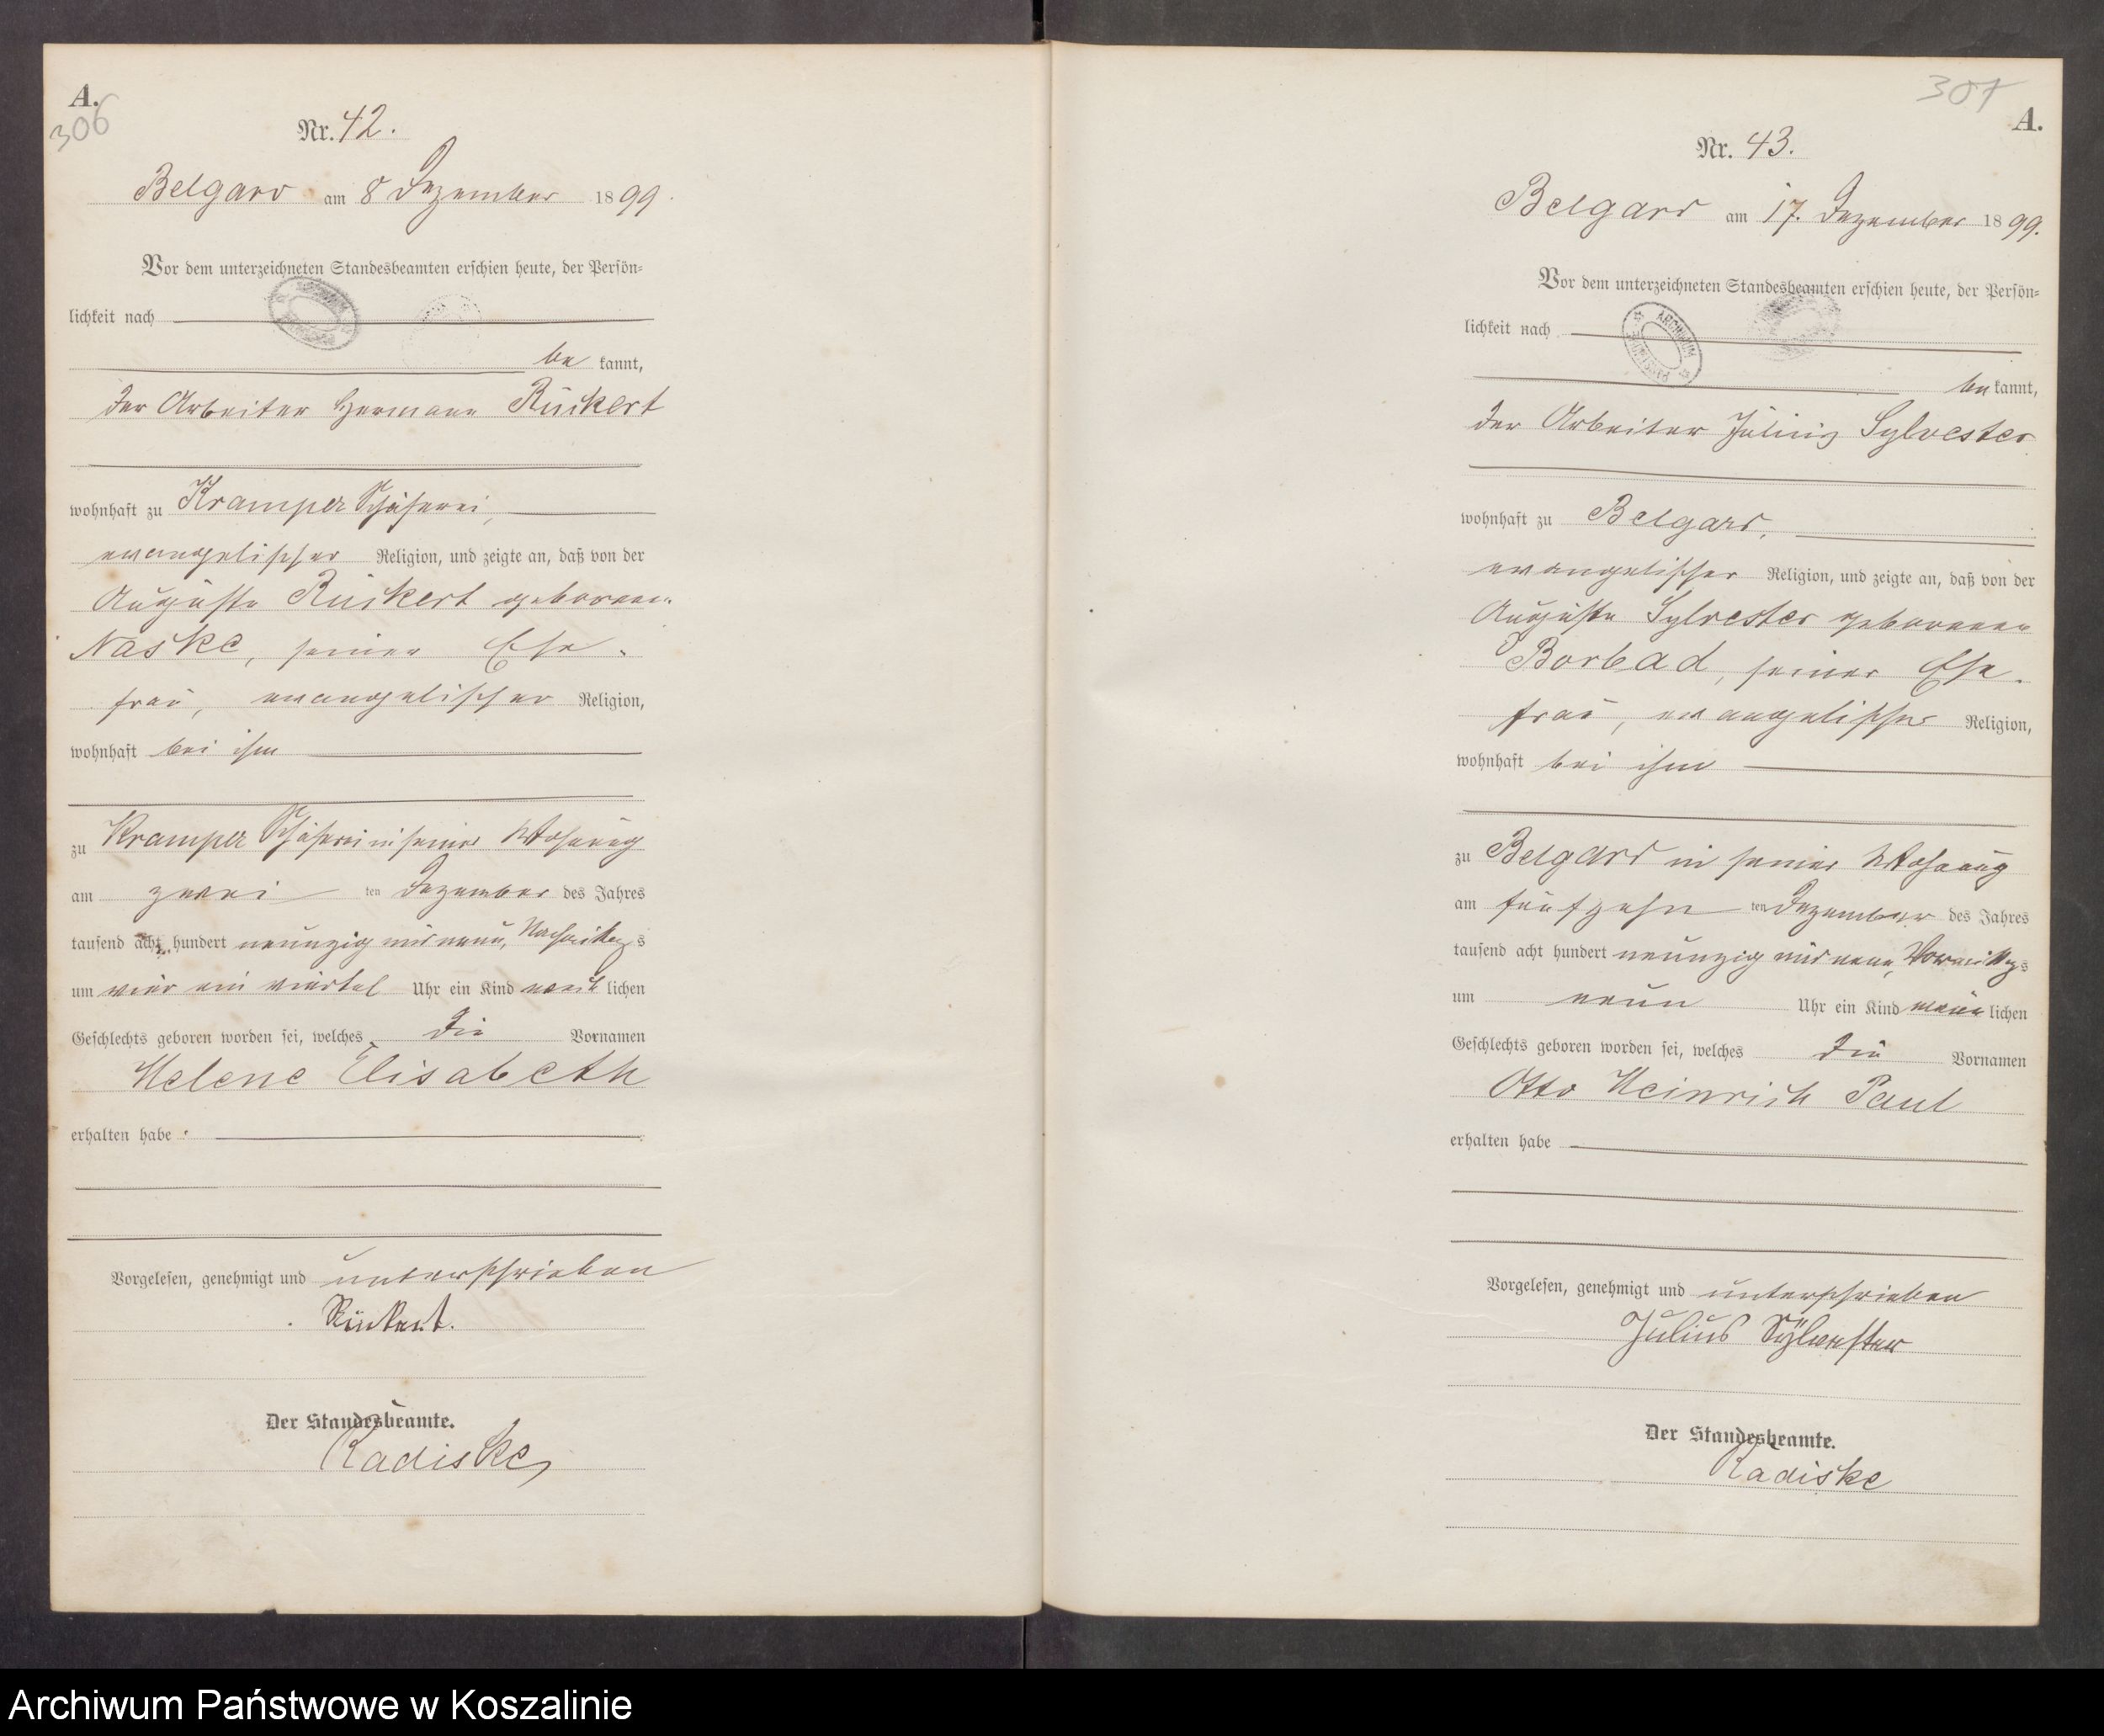 A.
306
Nr. 42.
Belgard am 8 Dezember 1899.
Vor dem unterzeichneten Standesbeamten erschien heute, der Persön-
lichkeit nach
be kannt,
der Arbeiter Hermann Rückert
wohnhaft zu Kramper Schäferei,
evangelischer Religion, und zeigte an, daß von der
Auguste Rückert geborenen
Naske, seiner Ehe-
frau, evangelischer Religion,
wohnhaft bei ihm
zu Kramper Schäferei in seiner Wohnung
am zwei ten Dezember des Jahres
tausend acht hundert neunzig und neun, Nachmittags
um vier ein viertel Uhr ein Kind weib lichen
Geschlechts geboren worden sei, welches die Vornamen
Helene Elisabeth
erhalten habe
Vorgelesen, genehmigt und unterschrieben
Rückert.
Der Standesbeamte.
Radiske
307
A.
Nr. 43.
Belgard am 17. Dezember 1899.
Vor dem unterzeichneten Standesbeamten erschien heute, der Persön-
lichkeit nach
ARCHIWUM
be kannt,
der Arbeiter Julius Sylvester
wohnhaft zu Belgard,
evangelischer Religion, und zeigte an, daß von der
Auguste Sylvester geborenen
Borbad, seiner Ehe-
frau, evangelischer Religion,
wohnhaft bei ihm
zu Belgard in seiner Wohnung
am fünfzehn ten Dezember des Jahres
tausend acht hundert neunzig und neun, Vormittags
um neun Uhr ein Kind männ lichen
Geschlechts geboren worden sei, welches die Vornamen
Otto Heinrich Paul
erhalten habe
Vorgelesen, genehmigt und unterschrieben
Julius Sylvester
Der Standesbeamte.
Radiske
Archiwum Państwowe w Koszalinie